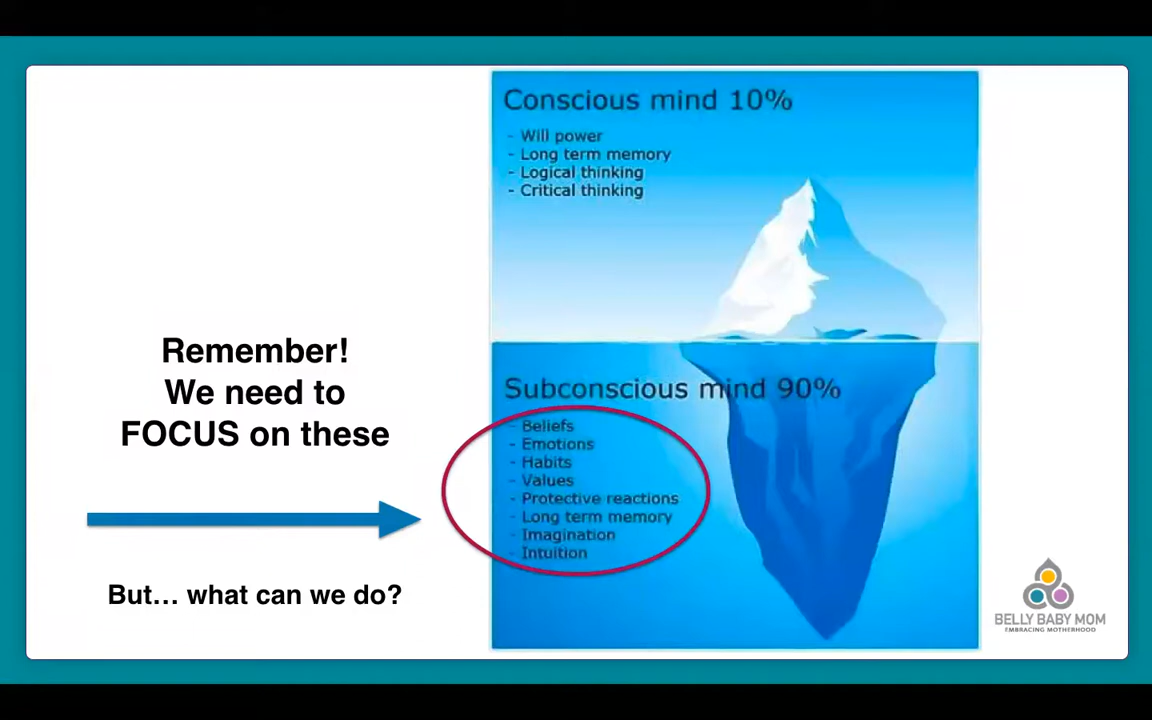 Conscious mind 10%
- Will power
- Long term memory
- Logical thinking
- Critical thinking
Remember!
We need to
FOCUS on these
But... what can we do?
Subconscious mind 90%
- Beliefs
- Emotions
- Habits
- Values
- Protective reactions
- Long term memory
- Imagination
- Intuition
BELLY BABY MOM
EMBRACING MOTHERHOOD